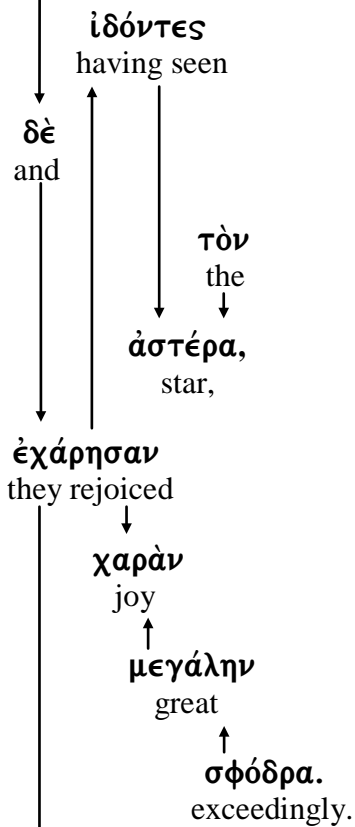 ἰδόντες
having seen
δὲ
and
τὸν
the
ἀστέρα,
star,
ἐχάρησαν
they rejoiced
χαρὰν
joy
μεγάλην
great
σφόδρα.
exceedingly.